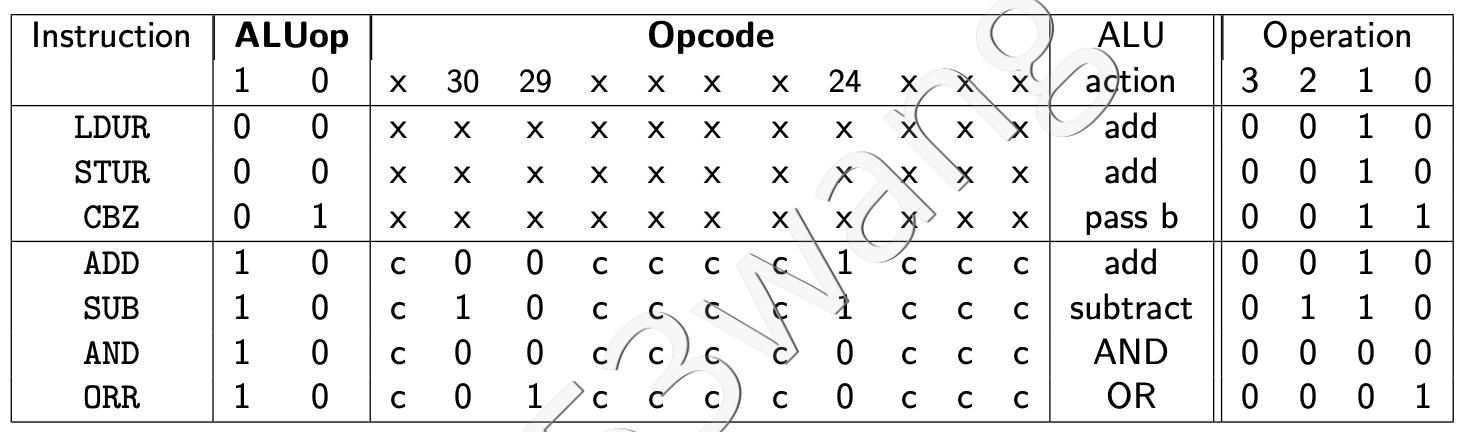 Instruction ALUop Opcode ALU Operation
1 0 x 30 29 x x x x 24 x x x action 3 2 1 0
LDUR 0 0 x x x x x x x x x x x add 0 0 1 0
STUR 0 0 x x x x x x x x x x x add 0 0 1 0
CBZ 0 1 x x x x x x x x x x x pass b 0 0 1 1
ADD 1 0 c 0 0 c c c c 1 c c c add 0 0 1 0
SUB 1 0 c 1 0 c c c c 1 c c c subtract 0 1 1 0
AND 1 0 c 0 0 c c c c 0 c c c AND 0 0 0 0
ORR 1 0 c 0 1 c c c c 0 c c c OR 0 0 0 1
53wang